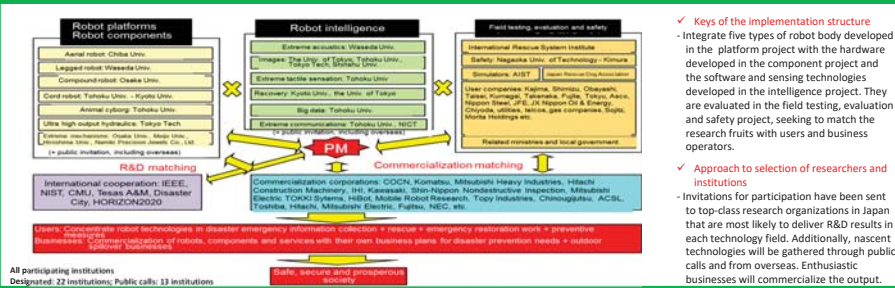 Robot platforms
Robot components
Aerial robot: Chiba Univ.
Legged robot: Waseda Univ.
Compound robot: Osaka Univ.
Cord robot: Tohoku Univ. - Kyoto Univ.
Animal cyborg: Tohoku Univ.
Ultra high output hydraulics: Tokyo Tech
Extreme mechanisms: Osaka Univ., Meiji Univ.,
Hiroshima Univ., Namiki Precision Jewels Co., Ltd.
(+ public invitation, including overseas)
Robot intelligence
Extreme acoustics: Waseda Univ.
Images: The Univ. of Tokyo, Tohoku Univ.,
Tokyo Tech, Shinshu Univ.
Extreme tactile sensation: Tohoku Univ
Recovery: Kyoto Univ., the Univ. of Tokyo
Big data: Tohoku Univ.
Extreme communications: Tohoku Univ., NICT
(+ public invitation, including overseas)
Field testing, evaluation and safety
International Rescue System Institute
Safety: Nagaoka Univ. of Technology - Kimura
Simulators: AIST
Japan Rescue Dog Association
User companies: Kajima, Shimizu, Obayashi,
Taisei, Kumagai, Takenaka, Fujita, Tokyu, Asco,
Nippon Steel, JFE, JX Nippon Oil & Energy,
Chiyoda, utilities, telcos, gas companies, Sojitz,
Morita Holdings etc.
Related ministries and local government
PM
R&D matching
Commercialization matching
International cooperation: IEEE,
NIST, CMU, Texas A&M, Disaster
City, HORIZON2020
Commercialization corporations: COCN, Komatsu, Mitsubishi Heavy Industries, Hitachi
Construction Machinery, IHI, Kawasaki, Shin-Nippon Nondestructive Inspection, Mitsubishi
Electric TOKKI Sytems, HiBot, Mobile Robot Research, Topy Industries, Chinougijutsu, ACSL,
Toshiba, Hitachi, Mitsubishi Electric, Fujitsu, NEC, etc.
Users: Concentrate robot technologies in disaster emergency information collection + rescue + emergency restoration work + preventive
measures
Businesses: Commercialization of robots, components and services with their own business plans for disaster prevention needs + outdoor
spillover businesses
Safe, secure and prosperous
society
All participating institutions
Designated: 22 institutions; Public calls: 13 institutions
✓ Keys of the implementation structure
- Integrate five types of robot body developed
in the platform project with the hardware
developed in the component project and
the software and sensing technologies
developed in the intelligence project. They
are evaluated in the field testing, evaluation
and safety project, seeking to match the
research fruits with users and business
operators.
✓ Approach to selection of researchers and
institutions
- Invitations for participation have been sent
to top-class research organizations in Japan
that are most likely to deliver R&D results in
each technology field. Additionally, nascent
technologies will be gathered through public
calls and from overseas. Enthusiastic
businesses will commercialize the output.